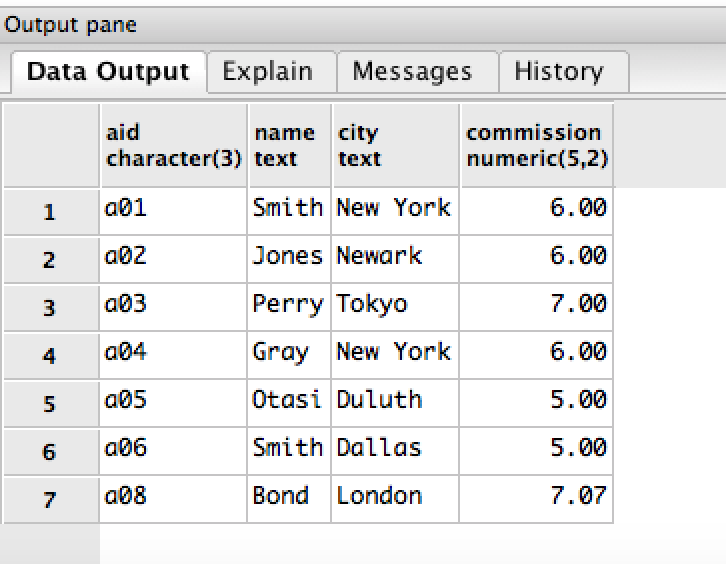 Output pane
Data Output Explain Messages History
aid name city commission
character(3) text text numeric(5,2)
1 a01 Smith New York 6.00
2 a02 Jones Newark 6.00
3 a03 Perry Tokyo 7.00
4 a04 Gray New York 6.00
5 a05 Otasi Duluth 5.00
6 a06 Smith Dallas 5.00
7 a08 Bond London 7.07